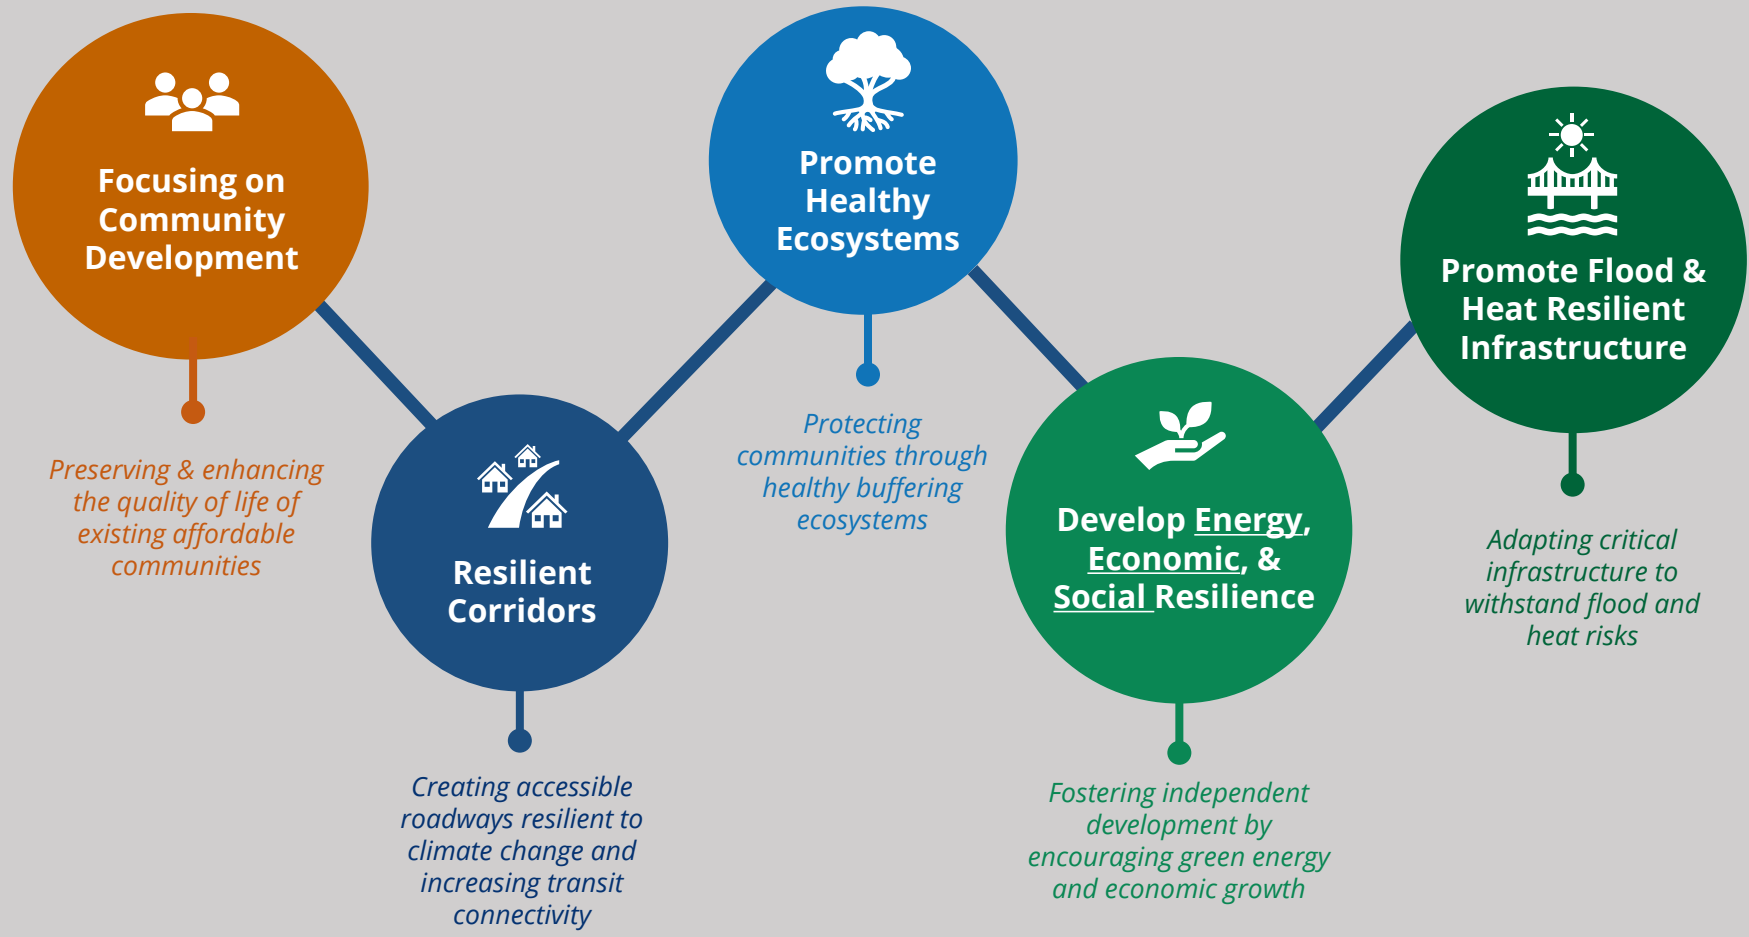 Focusing on
Community
Development
Preserving & enhancing
the quality of life of
existing affordable
communities
Resilient
Corridors
Creating accessible
roadways resilient to
climate change and
increasing transit
connectivity
Promote
Healthy
Ecosystems
Protecting
communities through
healthy buffering
ecosystems
Develop Energy,
Economic, &
Social Resilience
Fostering independent
development by
encouraging green energy
and economic growth
Promote Flood &
Heat Resilient
Infrastructure
Adapting critical
infrastructure to
withstand flood and
heat risks